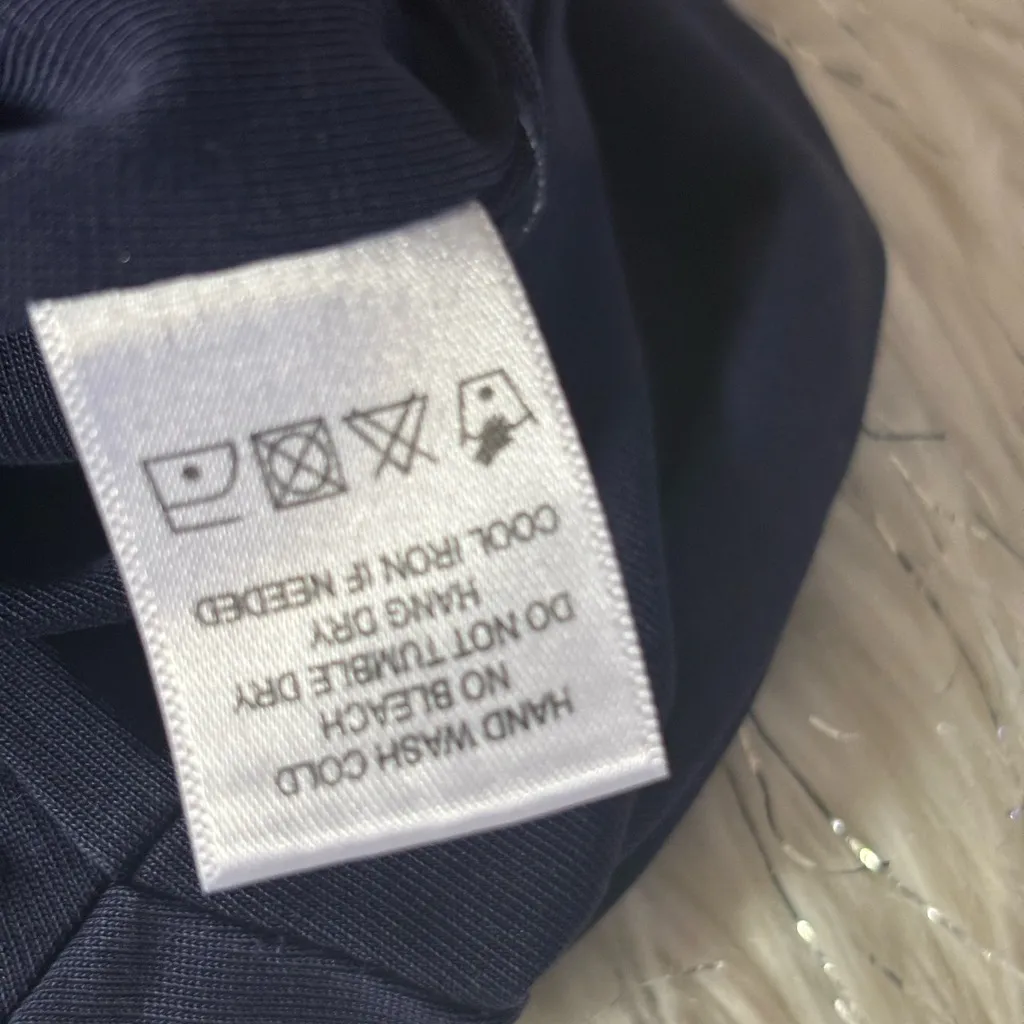 HAND WASH COLD
NO BLEACH
DO NOT TUMBLE DRY
HANG DRY
COOL IRON IF NEEDED